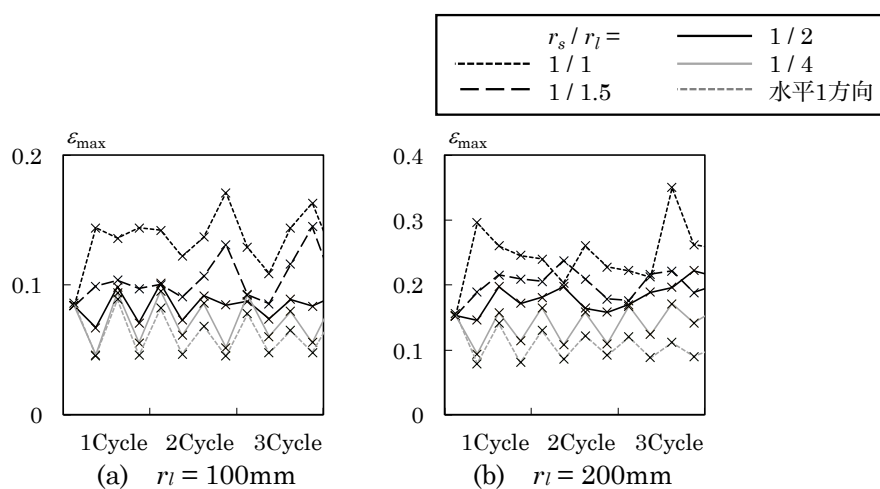 r_s / r_l =
1 / 1
1 / 1.5
1 / 2
1 / 4
水平1方向
ε_max
0.2
0.1
0
1Cycle 2Cycle 3Cycle
(a) r_l = 100mm
ε_max
0.4
0.3
0.2
0.1
0
1Cycle 2Cycle 3Cycle
(b) r_l = 200mm